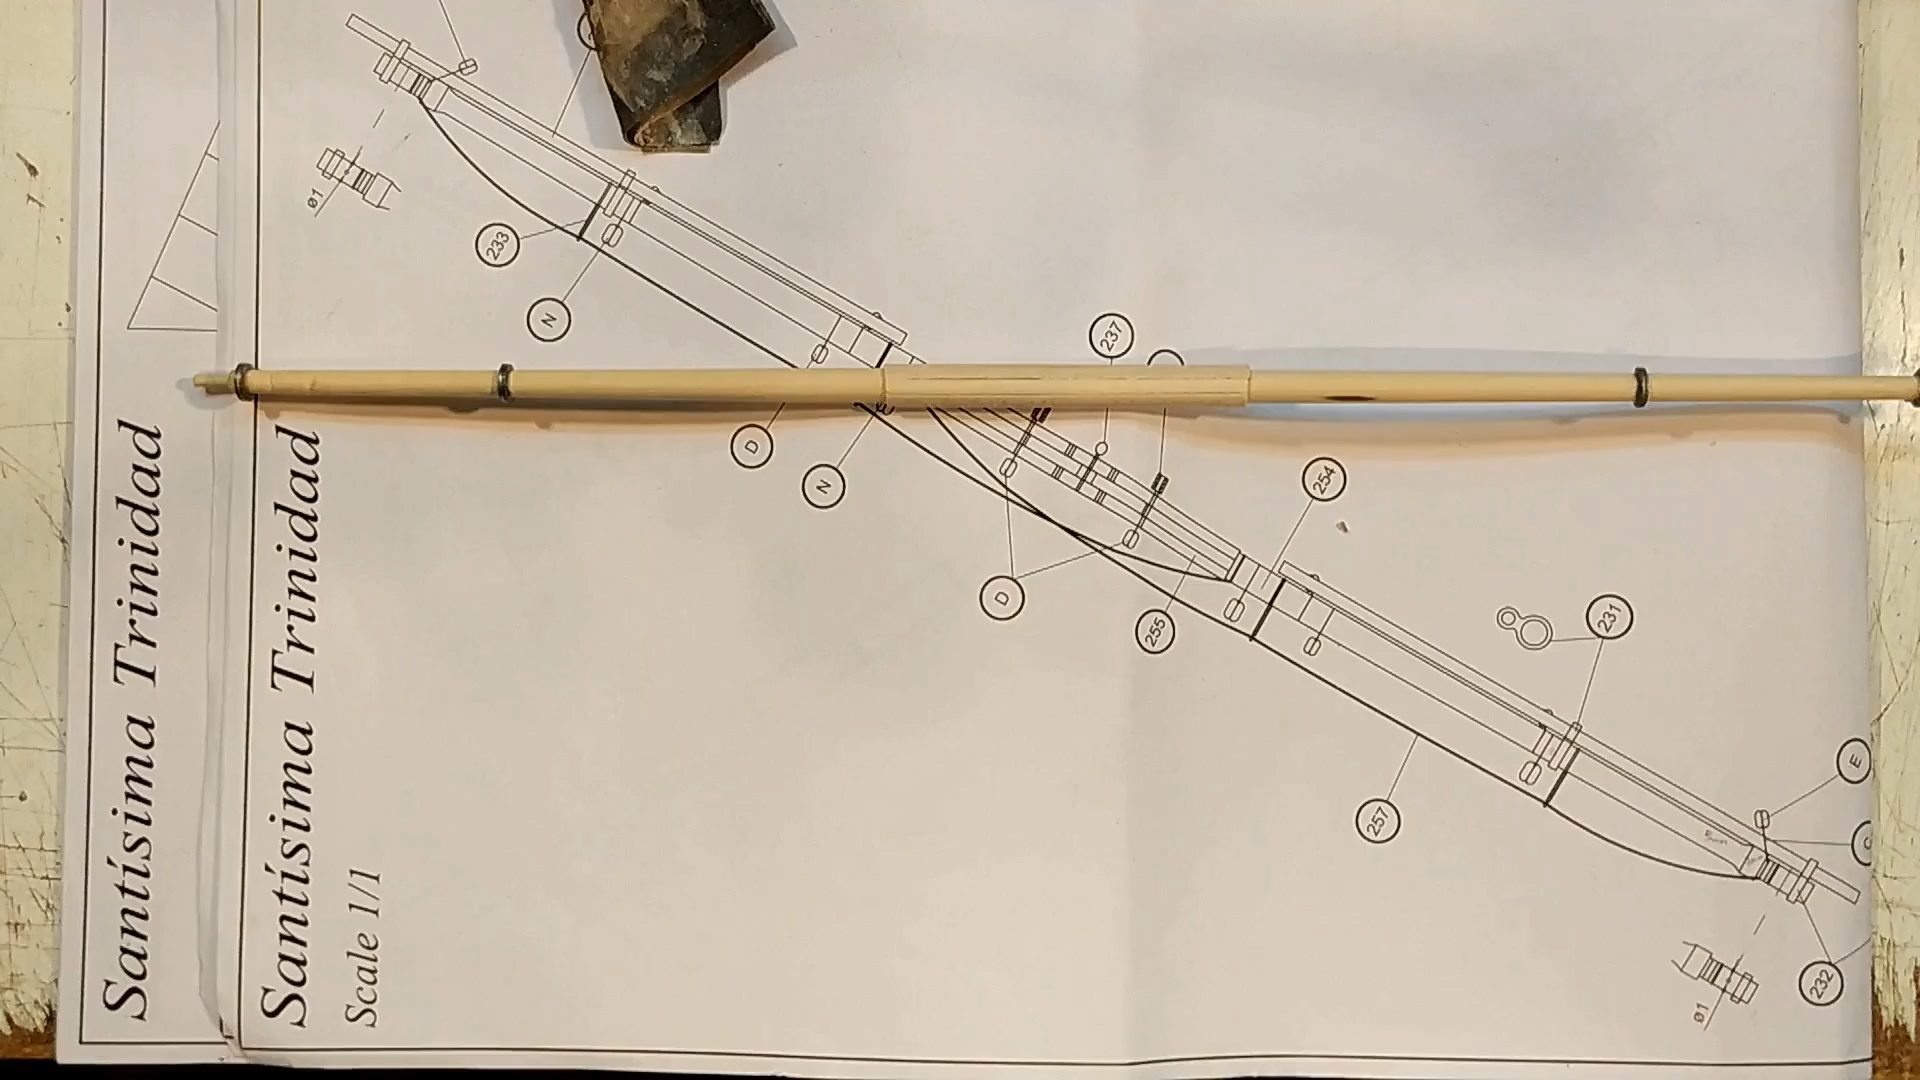 Santísima Trinidad
Santísima Trinidad
Scale 1/1
ø1
233
N
D
N
237
D
255
254
231
257
E
232
ø1